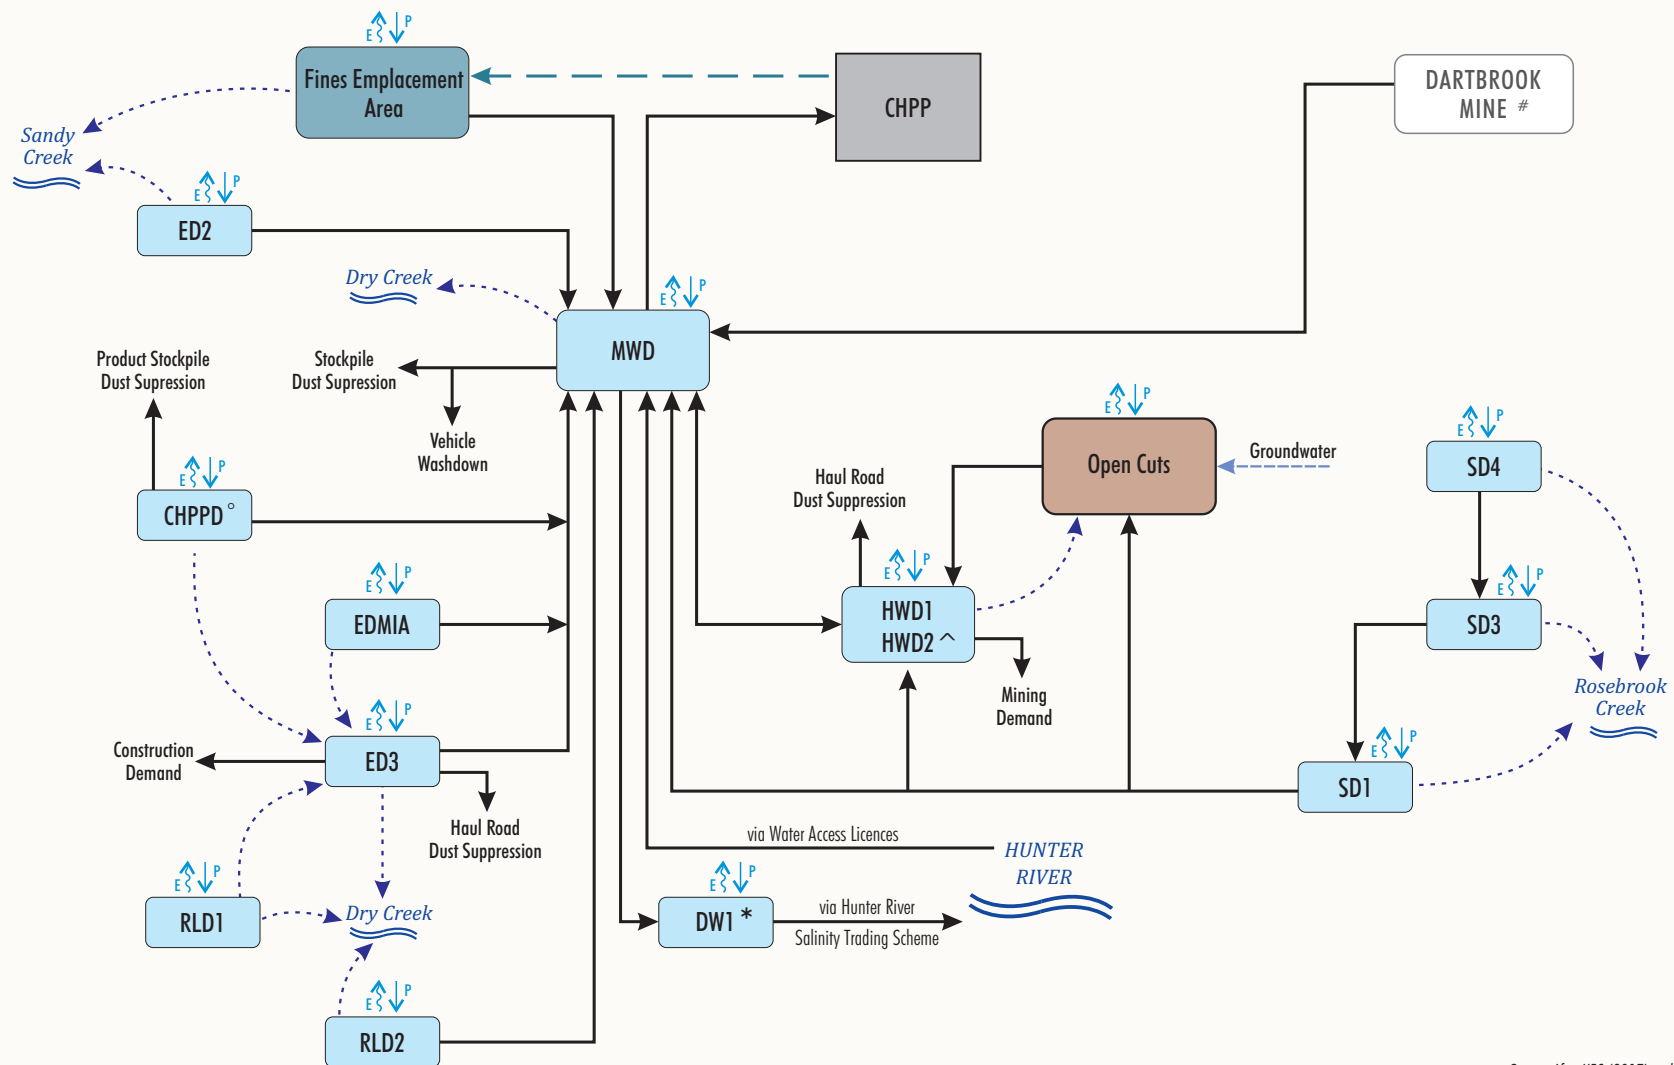 E P
Fines Emplacement
Area
CHPP
DARTBROOK
MINE #
Sandy
Creek
E P
ED2
Dry Creek
E P
MWD
Product Stockpile
Dust Supression
Stockpile
Dust Supression
Vehicle
Washdown
E P
Open Cuts
Groundwater
E P
SD4
E P
CHPPD °
Haul Road
Dust Suppression
E P
HWD1
HWD2 ^
Mining
Demand
E P
EDMIA
E P
SD3
Rosebrook
Creek
E P
ED3
Construction
Demand
Haul Road
Dust Suppression
E P
SD1
via Water Access Licences
HUNTER
RIVER
E P
RLD1
Dry Creek
E P
DW1 *
via Hunter River
Salinity Trading Scheme
E P
RLD2